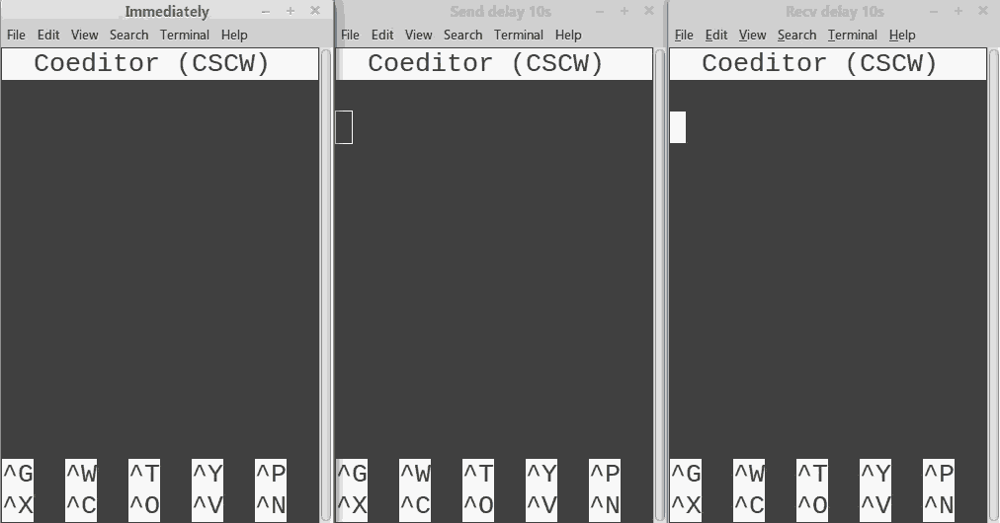 Immediately
File Edit View Search Terminal Help
Coeditor (CSCW)
^G ^W ^T ^Y ^P
^X ^C ^O ^V ^N
Send delay 10s
File Edit View Search Terminal Help
Coeditor (CSCW)
^G ^W ^T ^Y ^P
^X ^C ^O ^V ^N
Recv delay 10s
File Edit View Search Terminal Help
Coeditor (CSCW)
^G ^W ^T ^Y ^P
^X ^C ^O ^V ^N